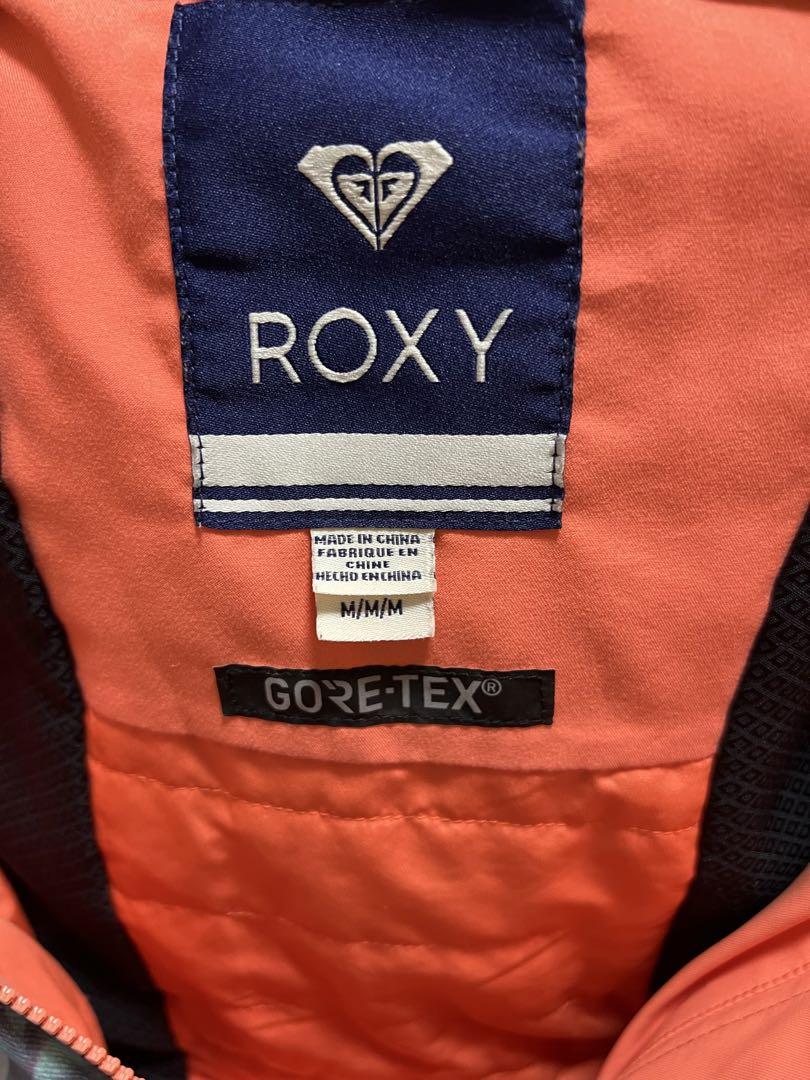 ROXY
MADE IN CHINA
FABRIQUE EN
CHINE
HECHO EN CHINA
M/M/M
GORE-TEX®